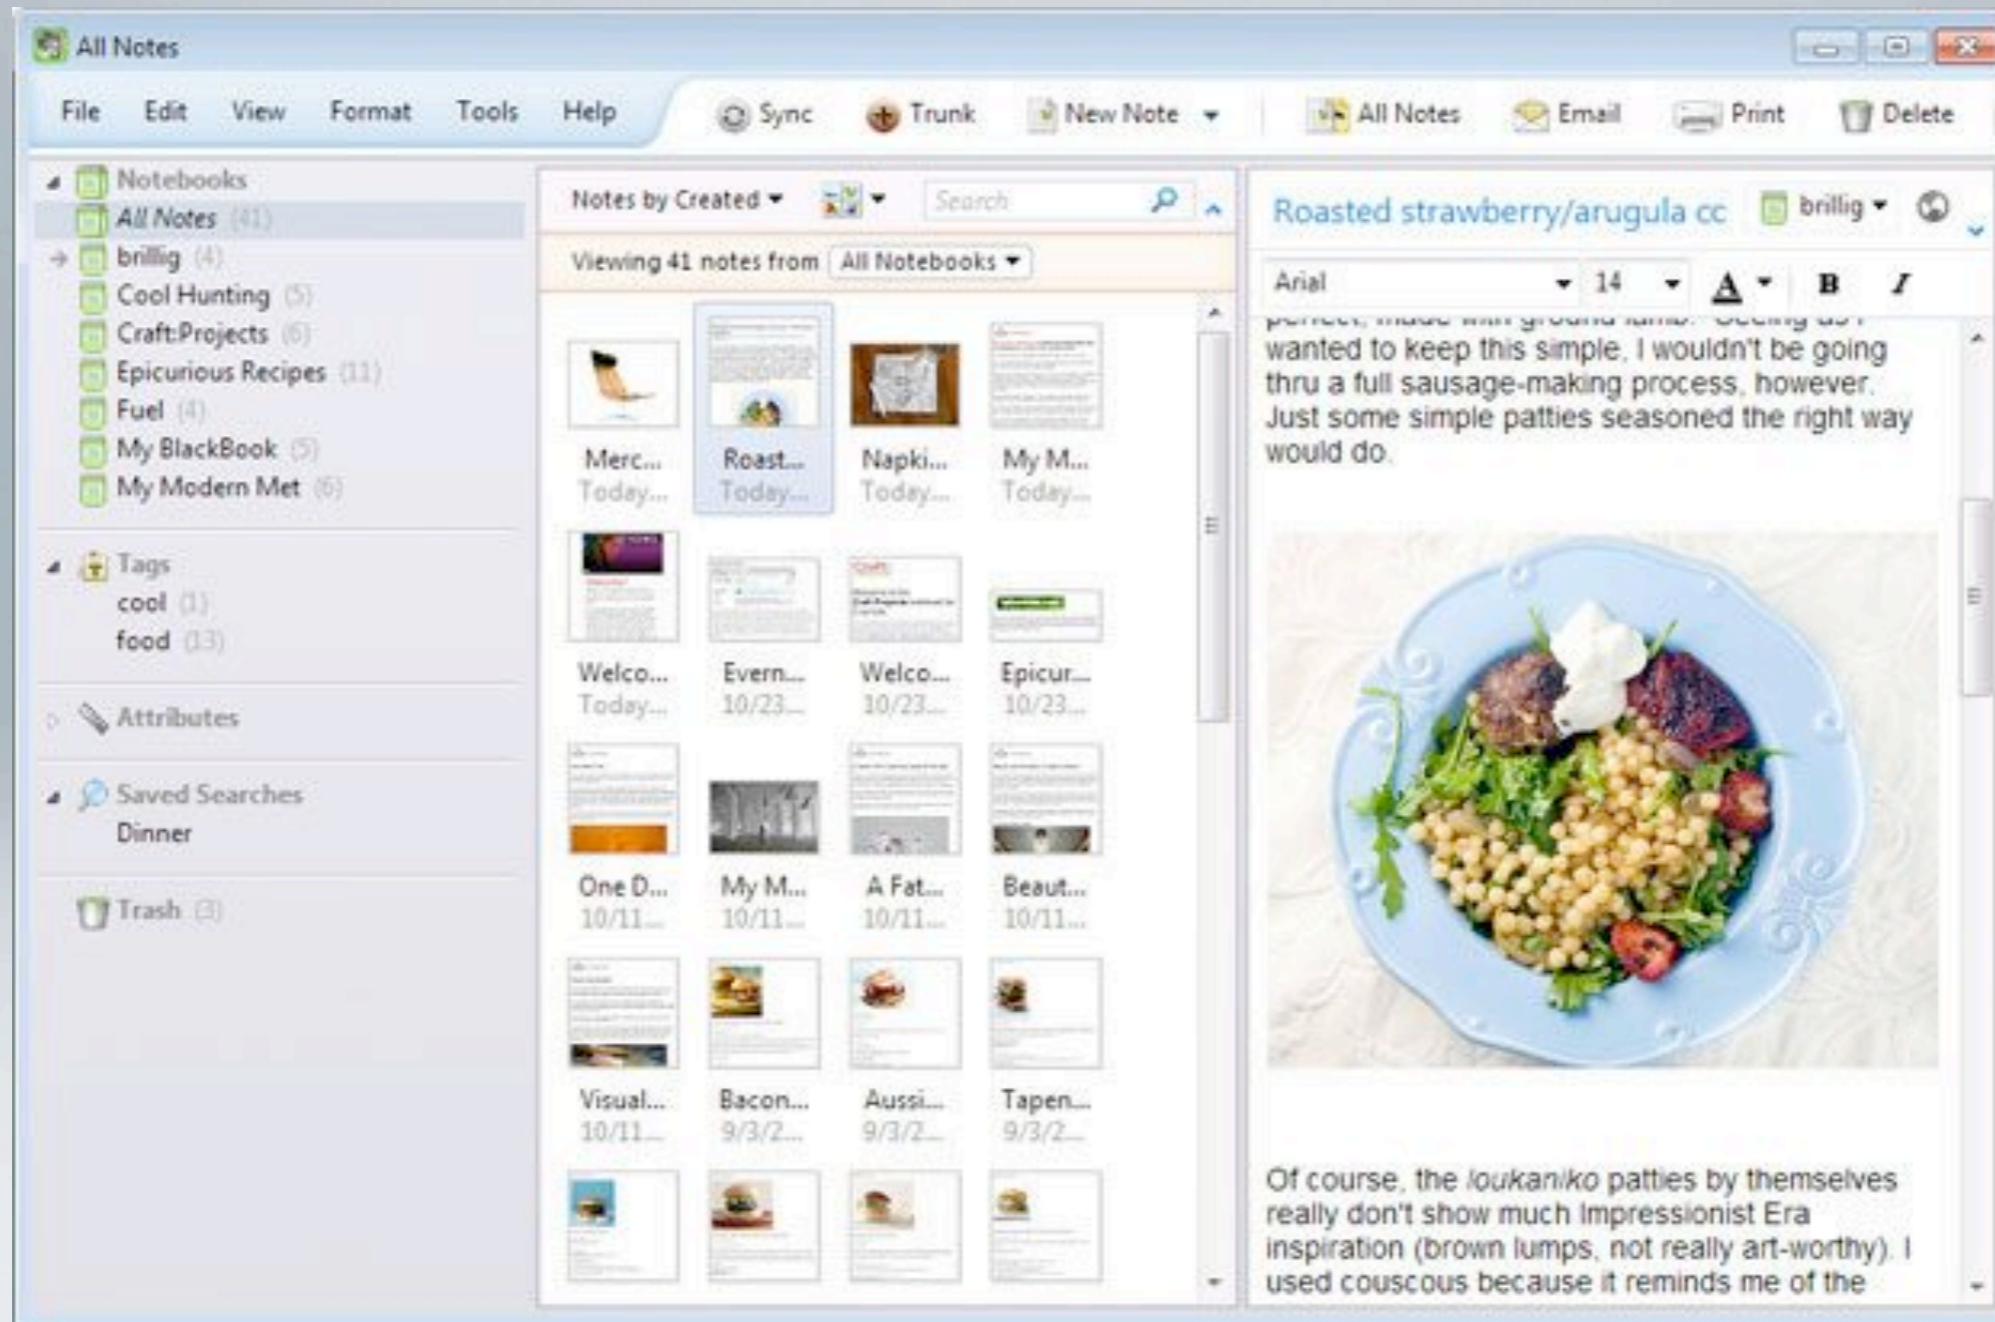 All Notes
File Edit View Format Tools Help Sync Trunk New Note All Notes Email Print Delete
Notebooks
All Notes (41)
brillig (4)
Cool Hunting (5)
Craft:Projects (6)
Epicurious Recipes (11)
Fuel (4)
My BlackBook (5)
My Modern Met (6)
Tags
cool (1)
food (13)
Attributes
Saved Searches
Dinner
Trash (3)
Notes by Created Search
Viewing 41 notes from All Notebooks
Merc... Roast... Napki... My M...
Today... Today... Today... Today...
Welco... Evern... Welco... Epicur...
Today... 10/23... 10/23... 10/23...
One D... My M... A Fat... Beaut...
10/11... 10/11... 10/11... 10/11...
Visual... Bacon... Aussi... Tapen...
10/11... 9/3/2... 9/3/2... 9/3/2...
Roasted strawberry/arugula cc brillig
Arial 14 A B I
perfect, made with ground lamb. Seeing as I
wanted to keep this simple, I wouldn't be going
thru a full sausage-making process, however.
Just some simple patties seasoned the right way
would do.
Of course, the loukaniko patties by themselves
really don't show much Impressionist Era
inspiration (brown lumps, not really art-worthy). I
used couscous because it reminds me of the